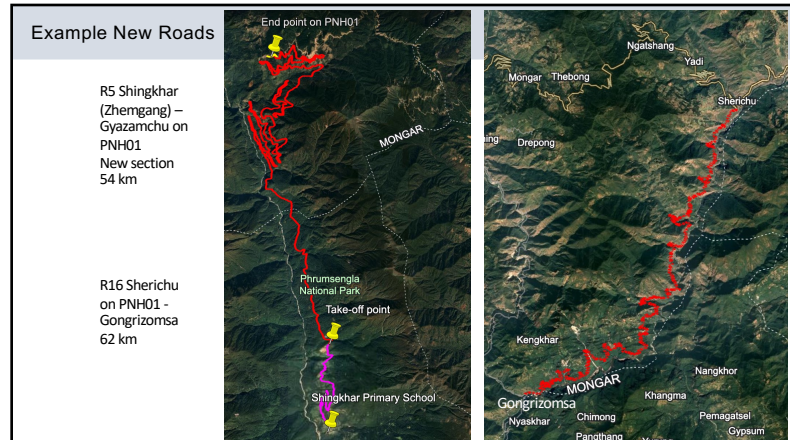 Example New Roads
R5 Shingkhar
(Zhemgang) –
Gyazamchu on
PNH01
New section
54 km
R16 Sherichu
on PNH01 -
Gongrizomsa
62 km
End point on PNH01
MONGAR
Phrumsengla
National Park
Take-off point
Shingkhar Primary School
Ngatshang
Yadi
Mongar
Thebong
Sherichu
ning
Drepong
Kengkhar
MONGAR
Nangkhor
Gongrizomsa
Khangma
Nyaskhar
Chimong
Pemagatsel
Gypsum
Pangthang